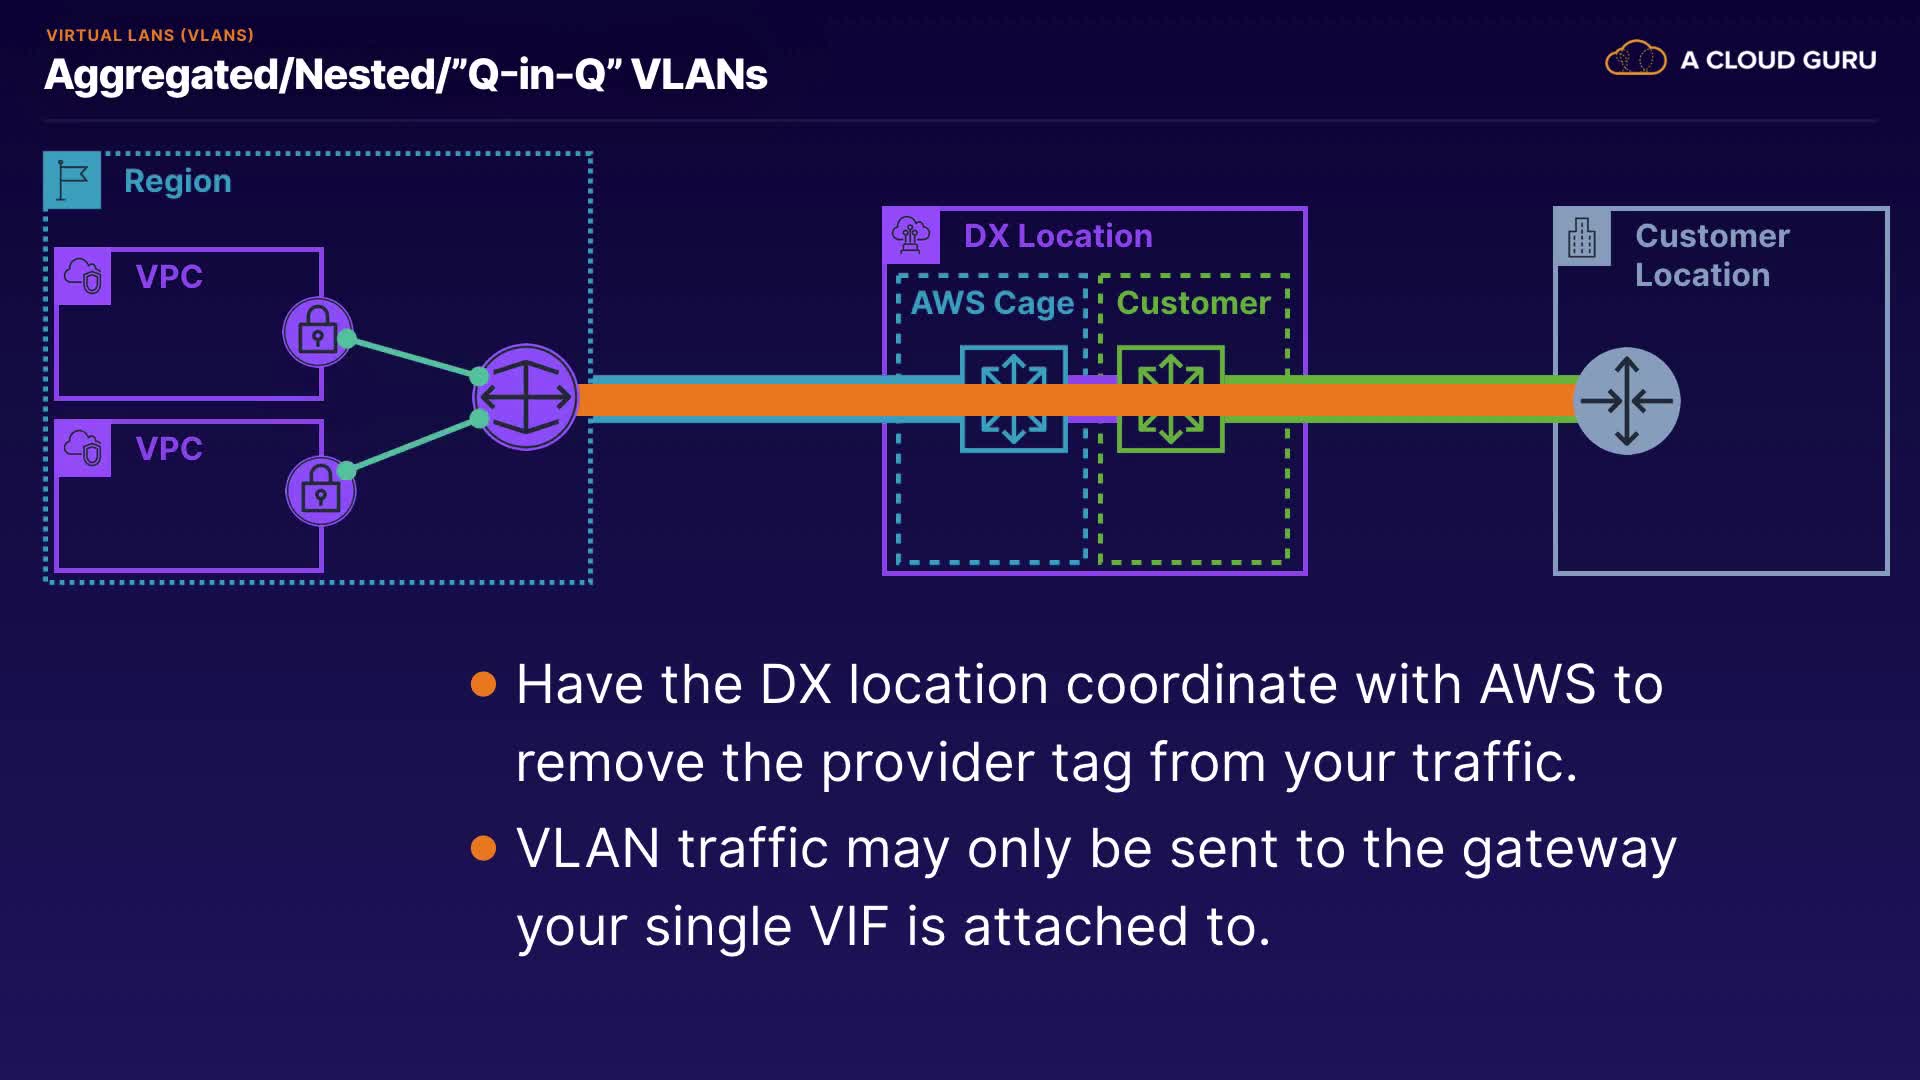 VIRTUAL LANS (VLANS)
Aggregated/Nested/”Q-in-Q” VLANs
A CLOUD GURU
Region
VPC
VPC
DX Location
AWS Cage
Customer
Customer
Location
Have the DX location coordinate with AWS to
remove the provider tag from your traffic.
VLAN traffic may only be sent to the gateway
your single VIF is attached to.